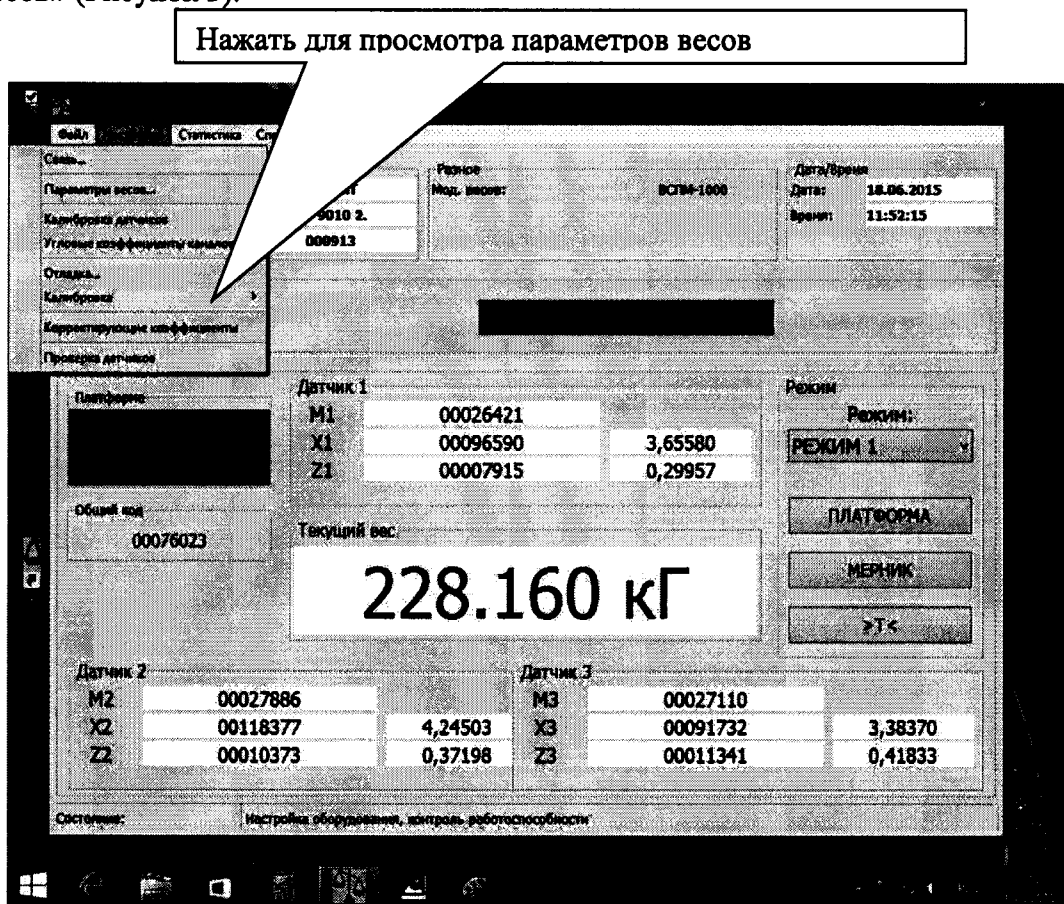 (Рисунок 3).
Нажать для просмотра параметров весов
Файл Статистика
Связь...
Параметры весов...
Калибровка датчиков
Угловые коэффициенты каналов
Отладка...
Калибровка
Корректирующие коэффициенты
Проверка датчиков
9010 2.
000913
Разное
Мод. весов: ВСПМ-1000
Дата/Время
Дата: 18.06.2015
Время: 11:52:15
Платформа
Общий код
00076023
Датчик 1
M1 00026421
X1 00096590 3,65580
Z1 00007915 0,29957
Текущий вес
228.160 кГ
Режим
Режим:
РЕЖИМ 1
ПЛАТФОРМА
МЕРНИК
>T<
Датчик 2
M2 00027886
X2 00118377 4,24503
Z2 00010373 0,37198
Датчик 3
M3 00027110
X3 00091732 3,38370
Z3 00011341 0,41833
Состояние: Настройка оборудования, контроль работоспособности